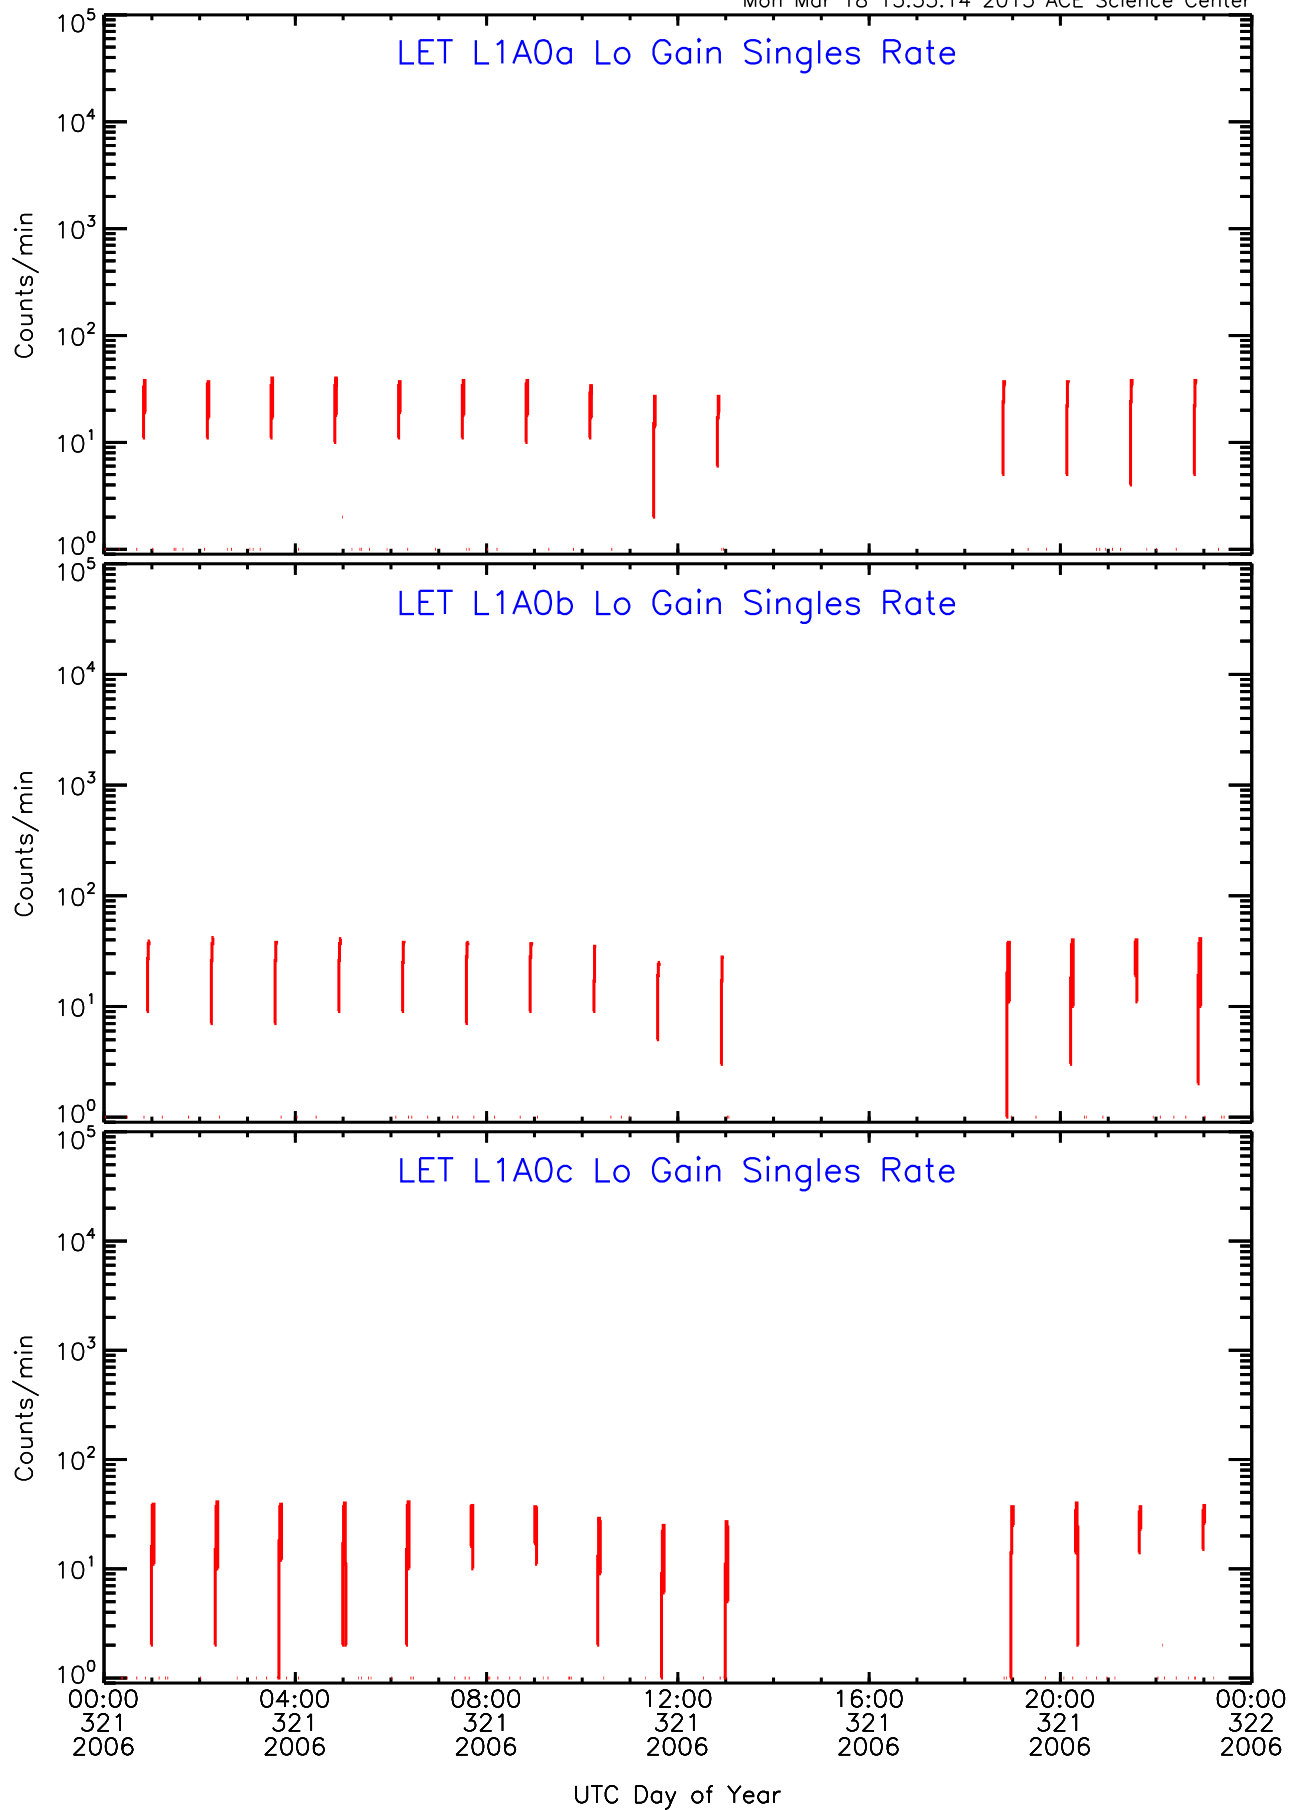 LET L1A0a Lo Gain Singles Rate
10^5
10^4
10^3
10^2
10^1
10^0
Counts/min
LET L1A0b Lo Gain Singles Rate
10^5
10^4
10^3
10^2
10^1
10^0
Counts/min
LET L1A0c Lo Gain Singles Rate
10^5
10^4
10^3
10^2
10^1
10^0
Counts/min
00:00 04:00 08:00 12:00 16:00 20:00 00:00
321 321 321 321 321 321 322
2006 2006 2006 2006 2006 2006 2006
UTC Day of Year